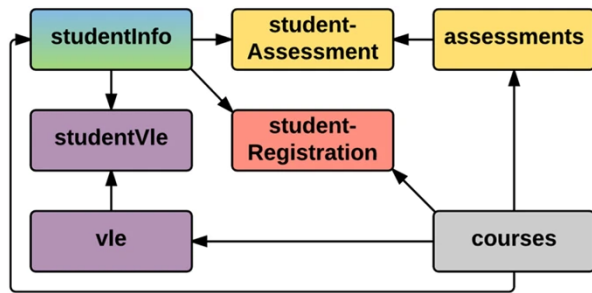 studentInfo
student-
Assessment
assessments
studentVle
student-
Registration
vle
courses